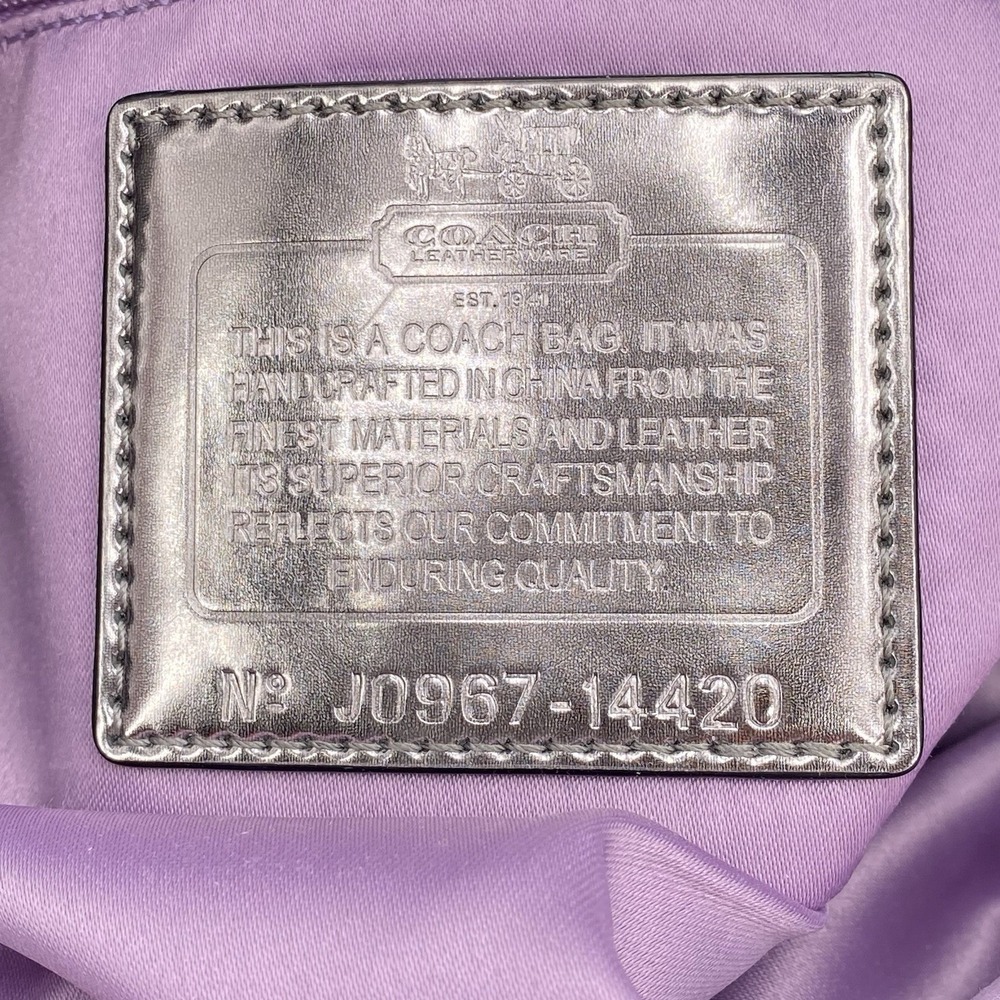 COACH
LEATHERWARE
EST. 1941
THIS IS A COACH BAG. IT WAS
HANDCRAFTED IN CHINA FROM THE
FINEST MATERIALS AND LEATHER
ITS SUPERIOR CRAFTSMANSHIP
REFLECTS OUR COMMITMENT TO
ENDURING QUALITY.
Nº J0967-14420